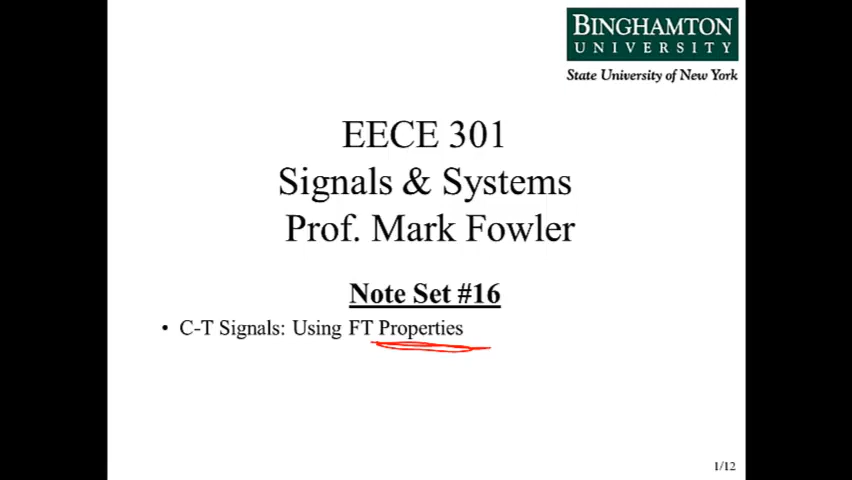 BINGHAMTON
UNIVERSITY
State University of New York
EECE 301
Signals & Systems
Prof. Mark Fowler
Note Set #16
• C-T Signals: Using FT Properties
1/12